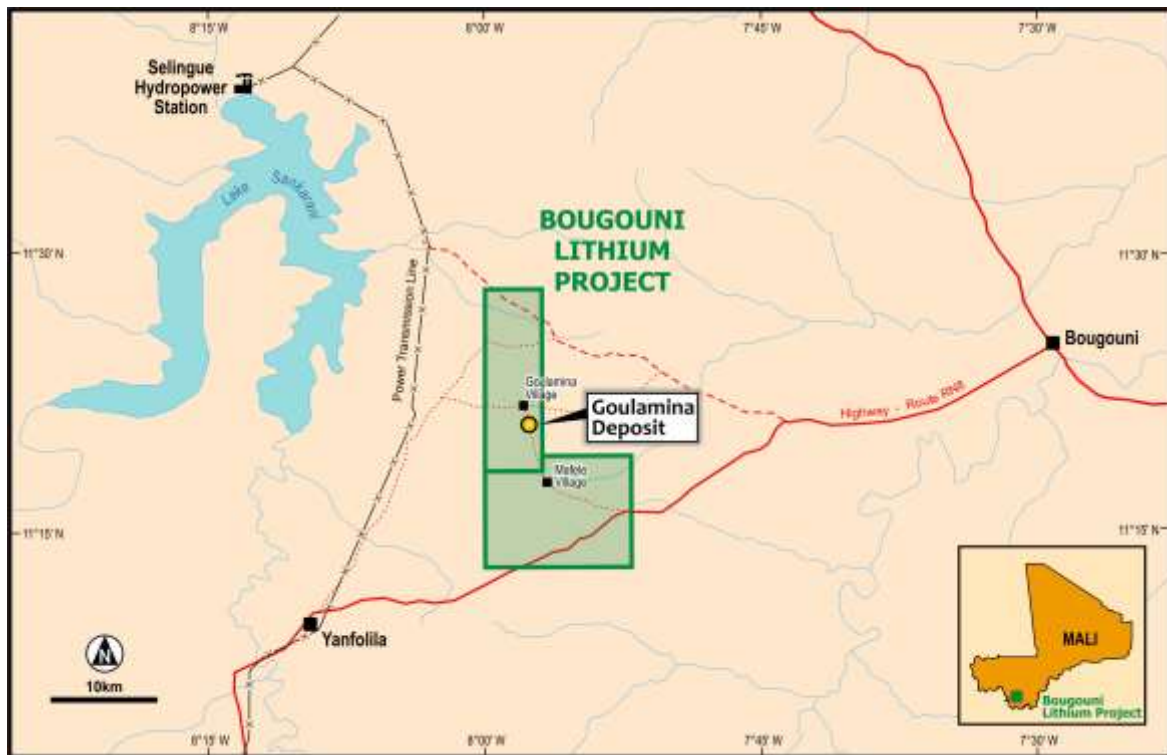 8°15' W
8°00' W
7°45' W
7°30' W
Selingue
Hydropower
Station
Lake Sankarani
11°30' N
11°30' N
BOUGOUNI
LITHIUM
PROJECT
Power Transmission Line
Bougouni
Goulamina
Village
Goulamina
Deposit
Highway - Route RN8
Mafele
Village
11°15' N
11°15' N
Yanfolila
N
10km
MALI
Bougouni
Lithium Project
8°15' W
8°00' W
7°45' W
7°30' W